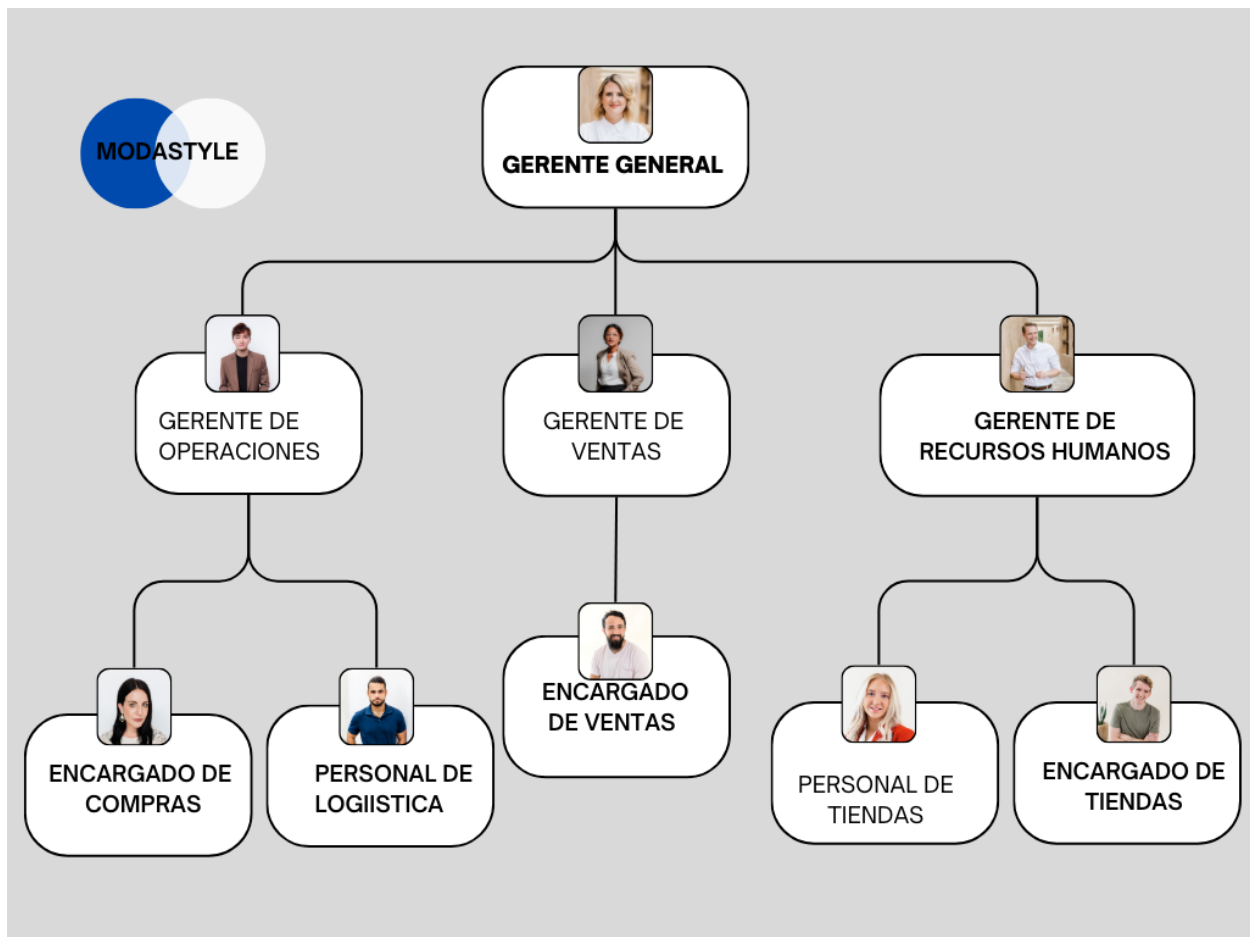 MODASTYLE
GERENTE GENERAL
GERENTE DE
OPERACIONES
GERENTE DE
VENTAS
GERENTE DE
RECURSOS HUMANOS
ENCARGADO DE
COMPRAS
PERSONAL DE
LOGIISTICA
ENCARGADO
DE VENTAS
PERSONAL DE
TIENDAS
ENCARGADO DE
TIENDAS